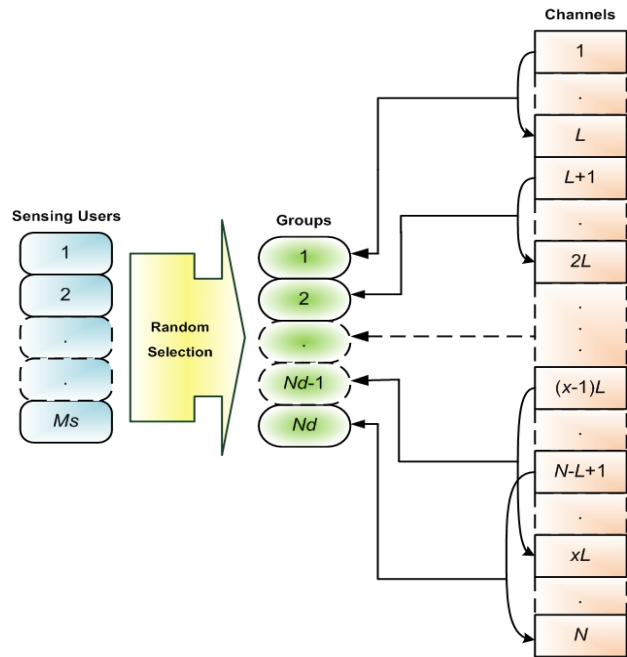 Channels
1
.
L
L+1
.
2L
.
.
.
(x-1)L
.
N-L+1
.
xL
.
N
Sensing Users
1
2
.
.
Ms
Random
Selection
Groups
1
2
.
Nd-1
Nd